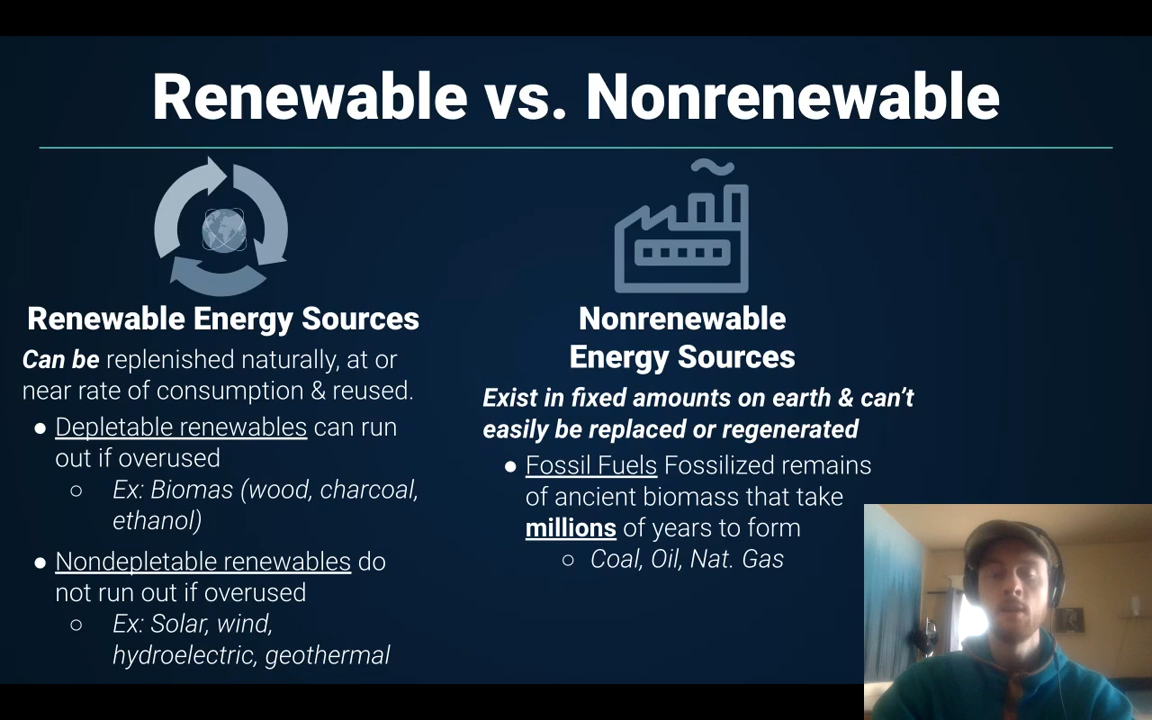 Renewable vs. Nonrenewable
Renewable Energy Sources
Can be replenished naturally, at or
near rate of consumption & reused.
● Depletable renewables can run
out if overused
○ Ex: Biomas (wood, charcoal,
ethanol)
● Nondepletable renewables do
not run out if overused
○ Ex: Solar, wind,
hydroelectric, geothermal
Nonrenewable
Energy Sources
Exist in fixed amounts on earth & can't
easily be replaced or regenerated
● Fossil Fuels Fossilized remains
of ancient biomass that take
millions of years to form
○ Coal, Oil, Nat. Gas